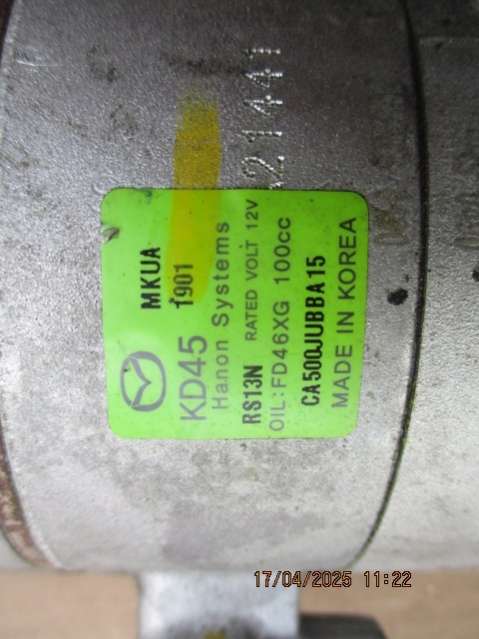 MKUA
1901
KD45
Hanon Systems
RS13N RATED VOLT 12V
OIL:FD46XG 100cc
CA500JUBBA15
MADE IN KOREA
21441
17/04/2025 11:22